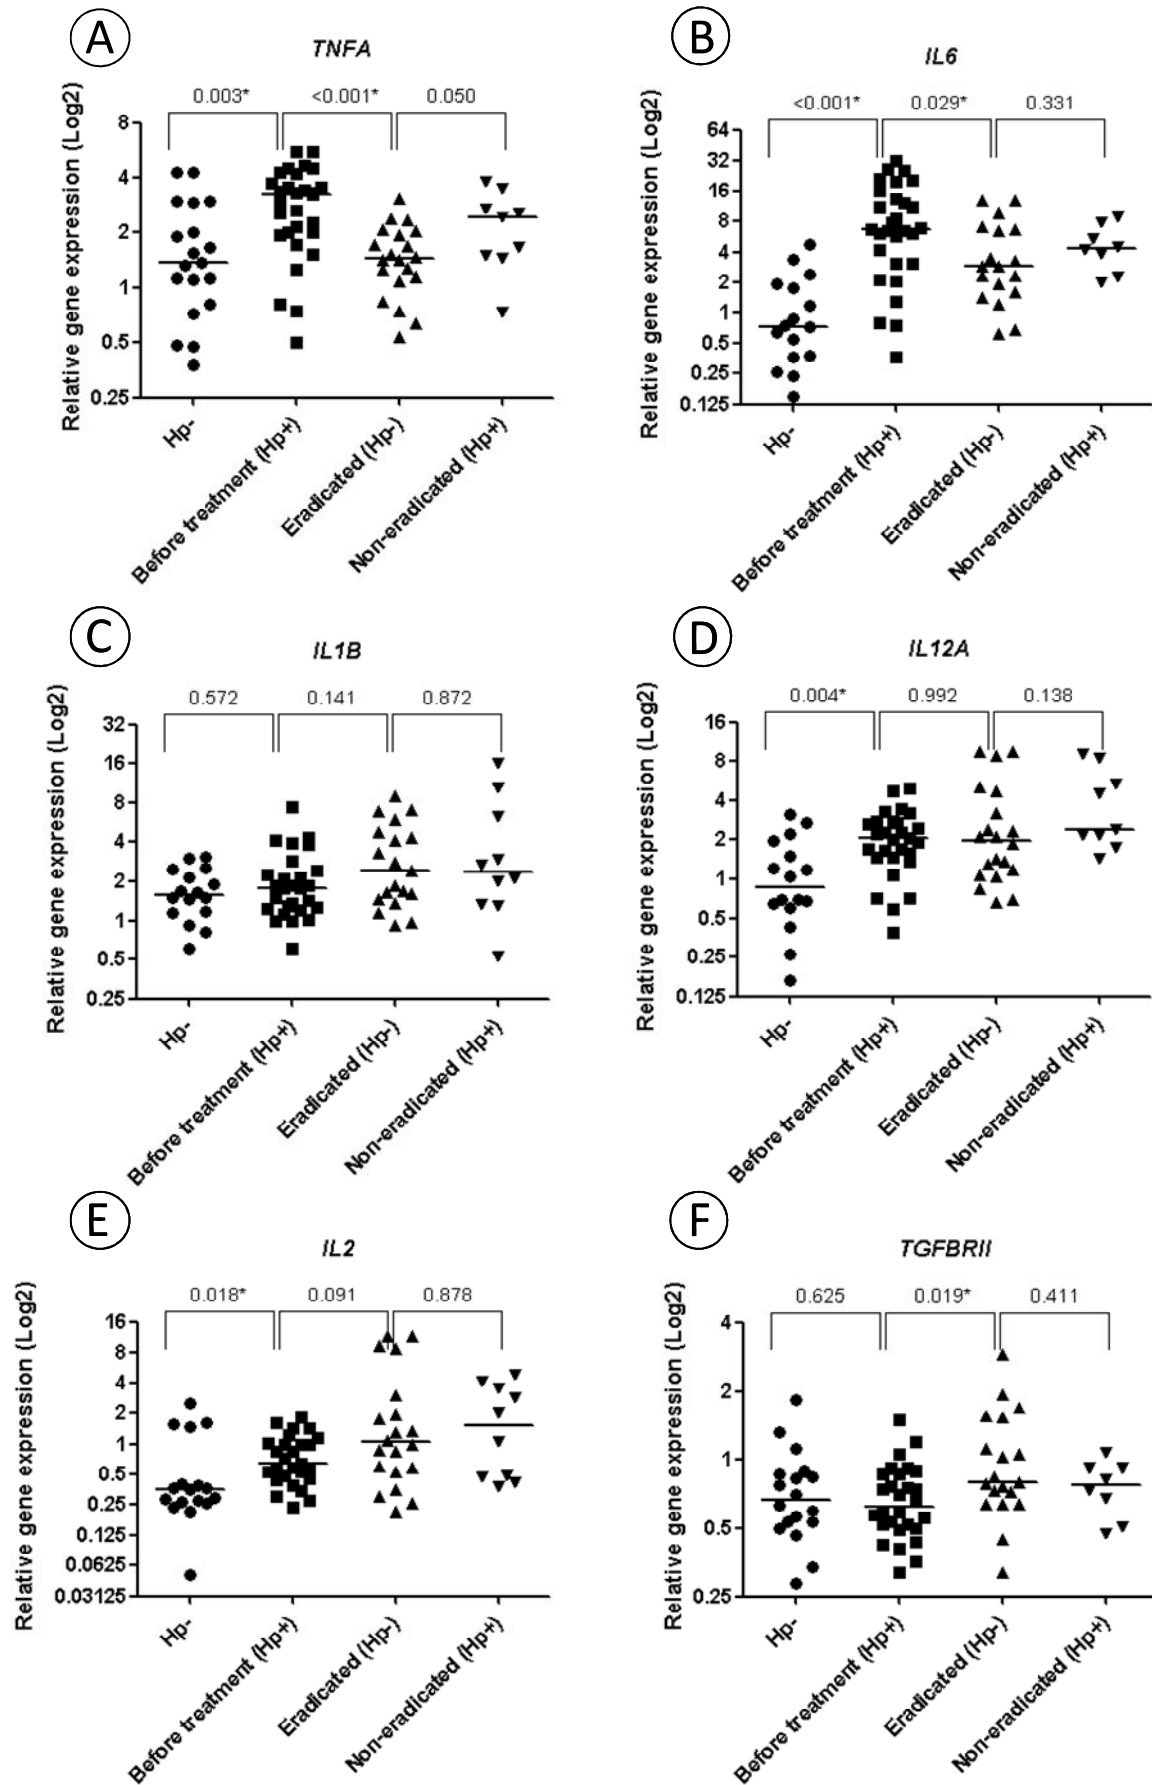 A
TNFA
0.003* <0.001* 0.050
Relative gene expression (Log2)
8
4
2
1
0.5
0.25
Hp-
Before treatment (Hp+)
Eradicated (Hp-)
Non-eradicated (Hp+)
B
IL6
<0.001* 0.029* 0.331
Relative gene expression (Log2)
64
32
16
8
4
2
1
0.5
0.25
0.125
Hp-
Before treatment (Hp+)
Eradicated (Hp-)
Non-eradicated (Hp+)
C
IL1B
0.572 0.141 0.872
Relative gene expression (Log2)
32
16
8
4
2
1
0.5
0.25
Hp-
Before treatment (Hp+)
Eradicated (Hp-)
Non-eradicated (Hp+)
D
IL12A
0.004* 0.992 0.138
Relative gene expression (Log2)
16
8
4
2
1
0.5
0.25
0.125
Hp-
Before treatment (Hp+)
Eradicated (Hp-)
Non-eradicated (Hp+)
E
IL2
0.018* 0.091 0.878
Relative gene expression (Log2)
16
8
4
2
1
0.5
0.25
0.125
0.0625
0.03125
Hp-
Before treatment (Hp+)
Eradicated (Hp-)
Non-eradicated (Hp+)
F
TGFBRII
0.625 0.019* 0.411
Relative gene expression (Log2)
4
2
1
0.5
0.25
Hp-
Before treatment (Hp+)
Eradicated (Hp-)
Non-eradicated (Hp+)